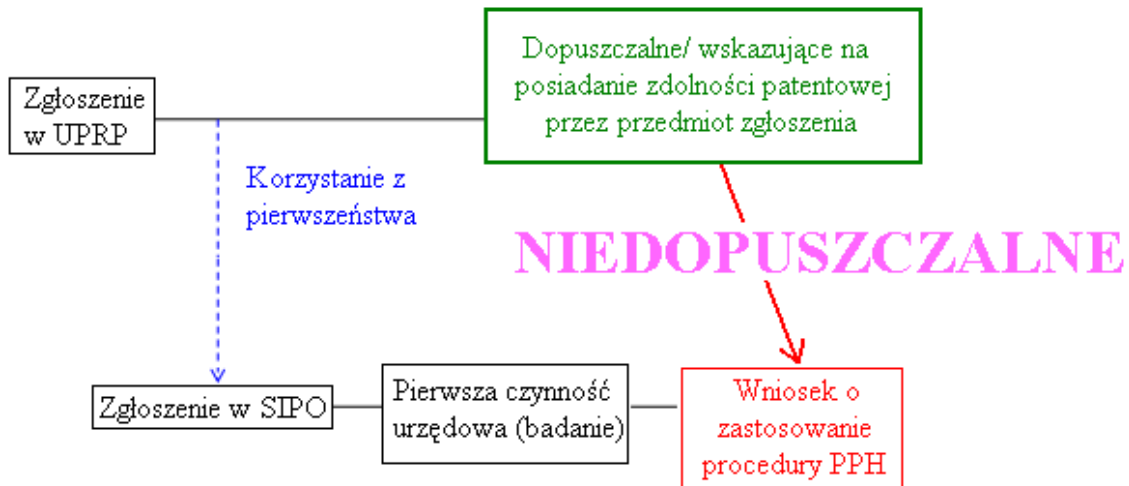 Dopuszczalne/ wskazujące na
posiadanie zdolności patentowej
przez przedmiot zgłoszenia
Zgłoszenie
w UPRP
Korzystanie z
pierwszeństwa
NIEDOPUSZCZALNE
Zgłoszenie w SIPO
Pierwsza czynność
urzędowa (badanie)
Wniosek o
zastosowanie
procedury PPH